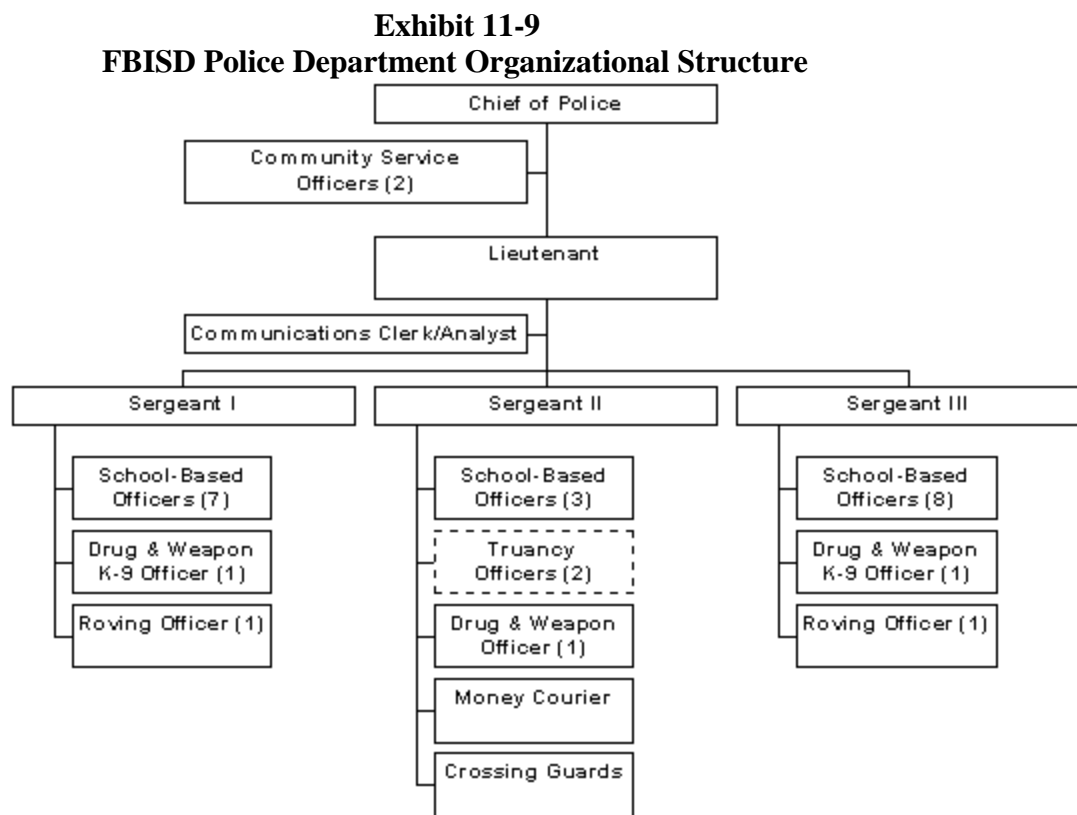 Exhibit 11-9
FBISD Police Department Organizational Structure
Chief of Police
Community Service
Officers (2)
Lieutenant
Communications Clerk/Analyst
Sergeant I
Sergeant II
Sergeant III
School-Based
Officers (7)
Drug & Weapon
K-9 Officer (1)
Roving Officer (1)
School-Based
Officers (3)
Truancy
Officers (2)
Drug & Weapon
Officer (1)
Money Courier
Crossing Guards
School-Based
Officers (8)
Drug & Weapon
K-9 Officer (1)
Roving Officer (1)